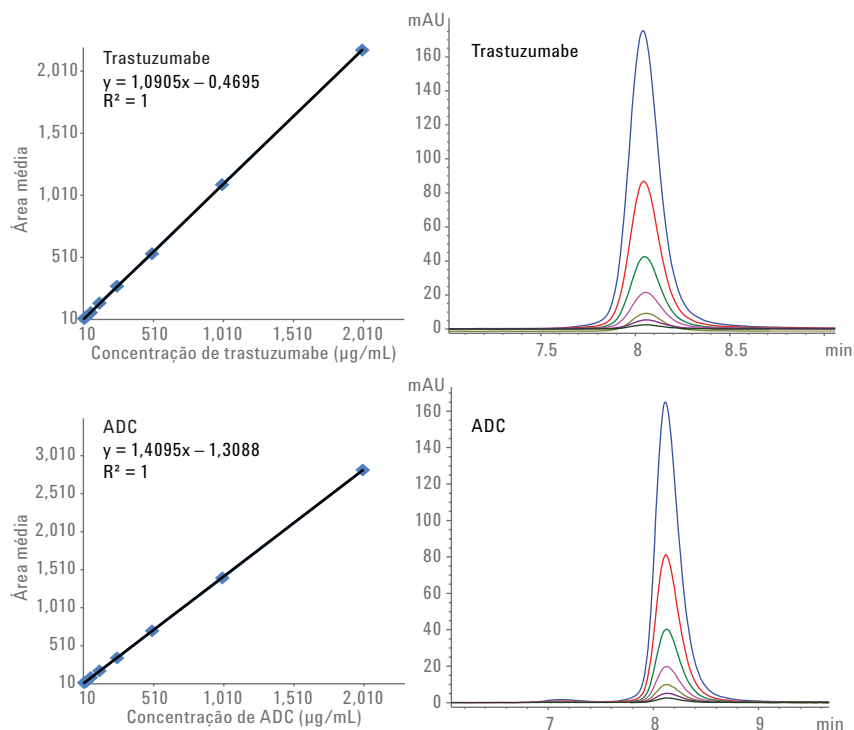 Trastuzumabe
y = 1,0905x – 0,4695
R² = 1
2,010
1,510
1,010
510
10
Área média
10 510 1,010 1,510 2,010
Concentração de trastuzumabe (µg/mL)
mAU
Trastuzumabe
160
140
120
100
80
60
40
20
0
7.5 8 8.5 min
ADC
y = 1,4095x – 1,3088
R² = 1
3,010
2,510
2,010
1,510
1,010
510
10
Área média
10 510 1,010 1,510 2,010
Concentração de ADC (µg/mL)
mAU
ADC
160
140
120
100
80
60
40
20
0
7 8 9 min